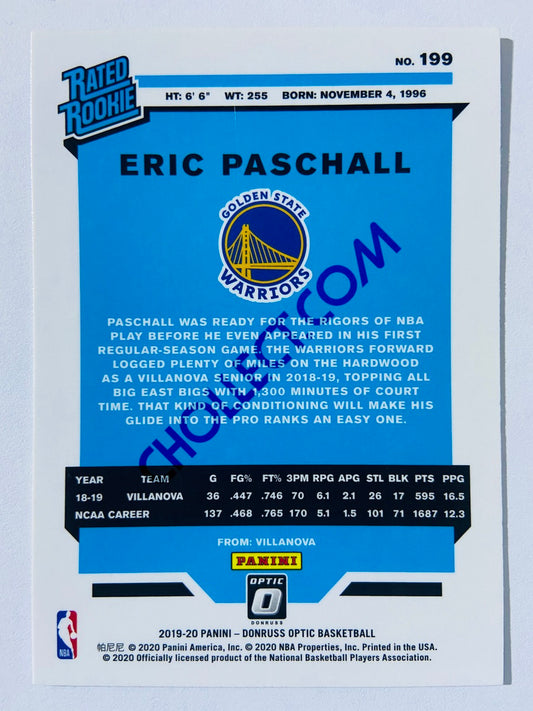 NO. 199
RATED
ROOKIE
HT: 6' 6" WT: 255 BORN: NOVEMBER 4, 1996
ERIC PASCHALL
GOLDEN STATE
WARRIORS
PASCHALL WAS READY FOR THE RIGORS OF NBA
PLAY BEFORE HE EVEN APPEARED IN HIS FIRST
REGULAR-SEASON GAME. THE WARRIORS FORWARD
LOGGED PLENTY OF MILES ON THE HARDWOOD
AS A VILLANOVA SENIOR IN 2018-19, TOPPING ALL
BIG EAST BIGS WITH 1,300 MINUTES OF COURT
TIME. THAT KIND OF CONDITIONING WILL MAKE HIS
GLIDE INTO THE PRO RANKS AN EASY ONE.
CHOLLECT.COM
YEAR TEAM G FG% FT% 3PM RPG APG STL BLK PTS PPG
18-19 VILLANOVA 36 .447 .746 70 6.1 2.1 26 17 595 16.5
NCAA CAREER 137 .468 .765 170 5.1 1.5 101 71 1687 12.3
FROM: VILLANOVA
PANINI
OPTIC
DONRUSS
NBA
2019-20 PANINI – DONRUSS OPTIC BASKETBALL
帕尼尼 © 2020 Panini America, Inc. © 2020 NBA Properties, Inc. Printed in the USA.
© 2020 Officially licensed product of the National Basketball Players Association.